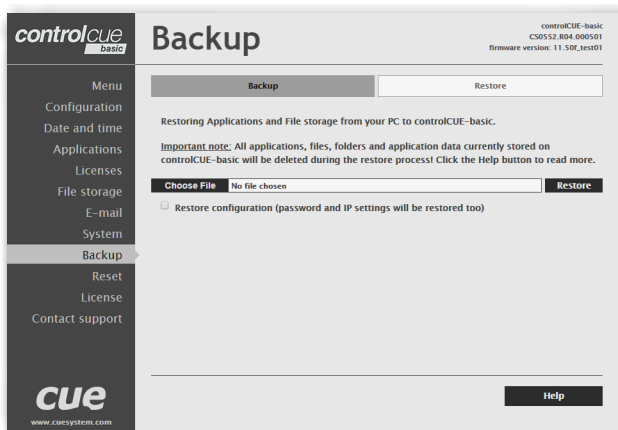 controlcue
basic
Backup
controlCUE-basic
CS0552.R04.000501
firmware version: 11.50f_test01
Menu
Configuration
Date and time
Applications
Licenses
File storage
E-mail
System
Backup
Reset
License
Contact support
Backup
Restore
Restoring Applications and File storage from your PC to controlCUE-basic.
Important note: All applications, files, folders and application data currently stored on
controlCUE-basic will be deleted during the restore process! Click the Help button to read more.
Choose File No file chosen
Restore
Restore configuration (password and IP settings will be restored too)
Help
cue
www.cuesystem.com